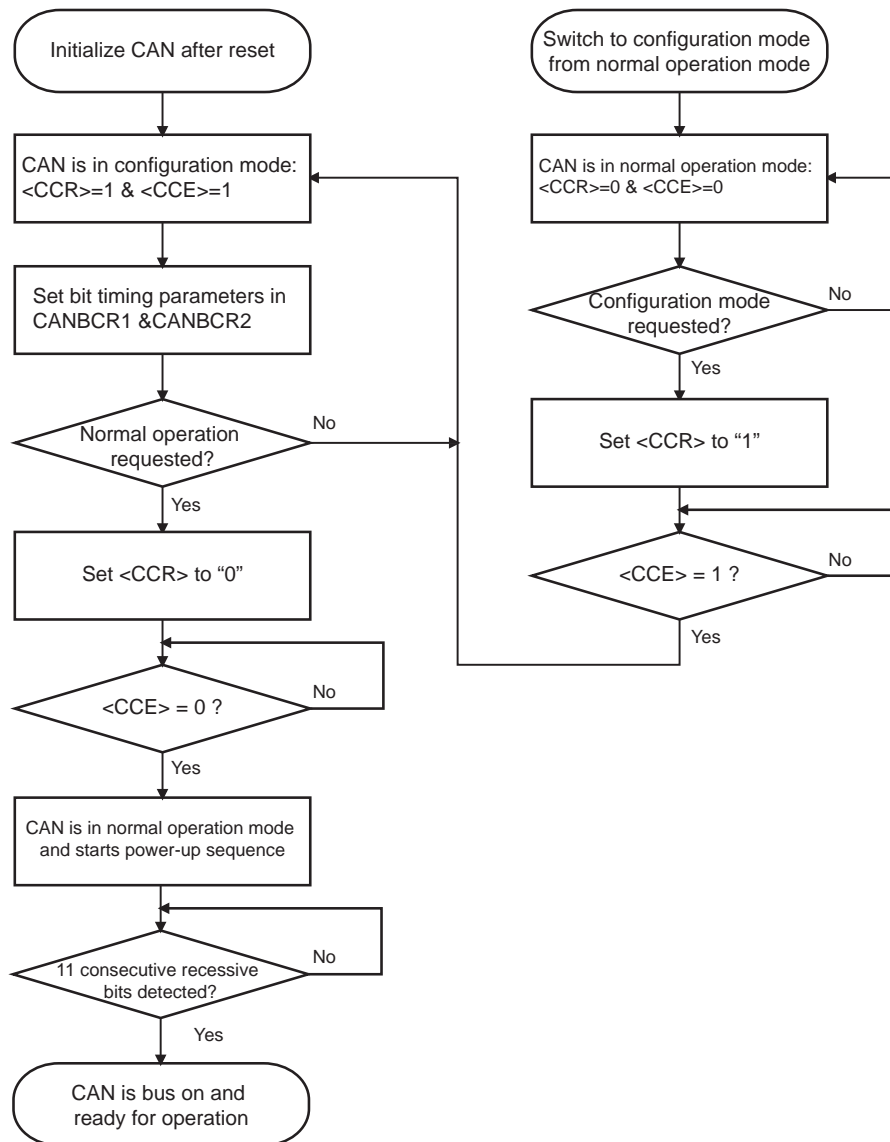 Initialize CAN after reset
CAN is in configuration mode:
<CCR>=1 & <CCE>=1
Set bit timing parameters in
CANBCR1 &CANBCR2
Normal operation
requested?
No
Yes
Set <CCR> to “0”
<CCE> = 0 ?
No
Yes
CAN is in normal operation mode
and starts power-up sequence
11 consecutive recessive
bits detected?
No
Yes
CAN is bus on and
ready for operation
Switch to configuration mode
from normal operation mode
CAN is in normal operation mode:
<CCR>=0 & <CCE>=0
Configuration mode
requested?
No
Yes
Set <CCR> to “1”
<CCE> = 1 ?
No
Yes